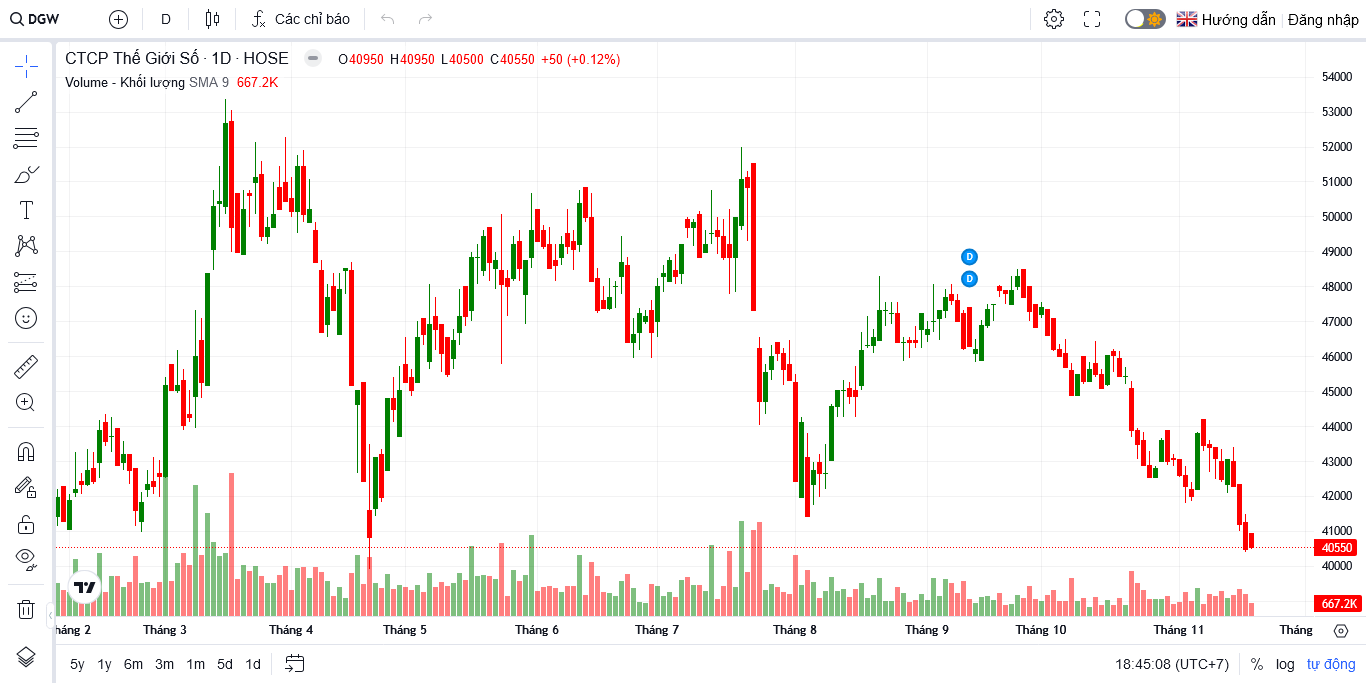 DGW D Các chỉ báo Hướng dẫn Đăng nhập
CTCP Thế Giới Số · 1D · HOSE O40950 H40950 L40500 C40550 +50 (+0.12%)
Volume - Khối lượng SMA 9 667.2K
54000
53000
52000
51000
50000
49000
D
D
48000
47000
46000
45000
44000
43000
42000
41000
40550
40000
667.2K
háng 2 Tháng 3 Tháng 4 Tháng 5 Tháng 6 Tháng 7 Tháng 8 Tháng 9 Tháng 10 Tháng 11 Tháng
5y 1y 6m 3m 1m 5d 1d 18:45:08 (UTC+7) % log tự động